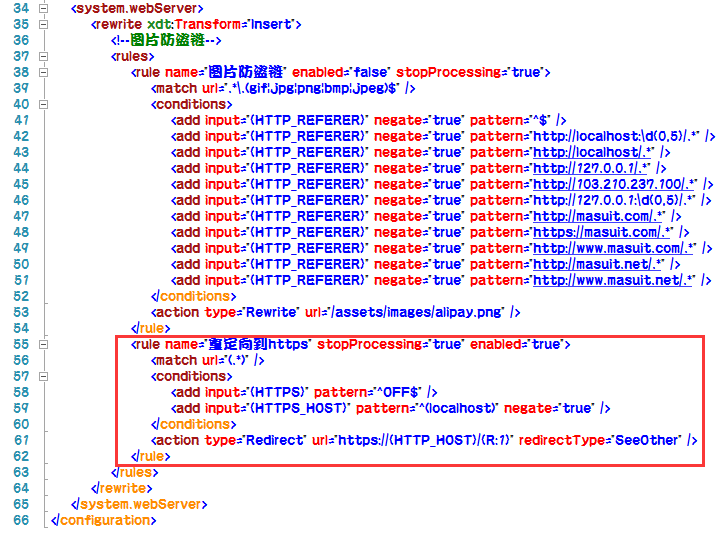 34 <system.webServer>
35 <rewrite xdt:Transform="Insert">
36 <!--图片防盗链-->
37 <rules>
38 <rule name="图片防盗链" enabled="false" stopProcessing="true">
39 <match url=".*\.(gif|jpg|png|bmp|jpeg)$" />
40 <conditions>
41 <add input="{HTTP_REFERER}" negate="true" pattern="^$" />
42 <add input="{HTTP_REFERER}" negate="true" pattern="http://localhost:\d{0,5}/.*" />
43 <add input="{HTTP_REFERER}" negate="true" pattern="http://localhost/.*" />
44 <add input="{HTTP_REFERER}" negate="true" pattern="http://127.0.0.1/.*" />
45 <add input="{HTTP_REFERER}" negate="true" pattern="http://103.210.237.100/.*" />
46 <add input="{HTTP_REFERER}" negate="true" pattern="http://127.0.0.1:\d{0,5}/.*" />
47 <add input="{HTTP_REFERER}" negate="true" pattern="http://masuit.com/.*" />
48 <add input="{HTTP_REFERER}" negate="true" pattern="https://masuit.com/.*" />
49 <add input="{HTTP_REFERER}" negate="true" pattern="http://www.masuit.com/.*" />
50 <add input="{HTTP_REFERER}" negate="true" pattern="http://masuit.net/.*" />
51 <add input="{HTTP_REFERER}" negate="true" pattern="http://www.masuit.net/.*" />
52 </conditions>
53 <action type="Rewrite" url="/assets/images/alipay.png" />
54 </rule>
55 <rule name="重定向到https" stopProcessing="true" enabled="true">
56 <match url="(.*)" />
57 <conditions>
58 <add input="{HTTPS}" pattern="^OFF$" />
59 <add input="{HTTPS_HOST}" pattern="^(localhost)" negate="true" />
60 </conditions>
61 <action type="Redirect" url="https://{HTTP_HOST}/{R:1}" redirectType="SeeOther" />
62 </rule>
63 </rules>
64 </rewrite>
65 </system.webServer>
66 </configuration>